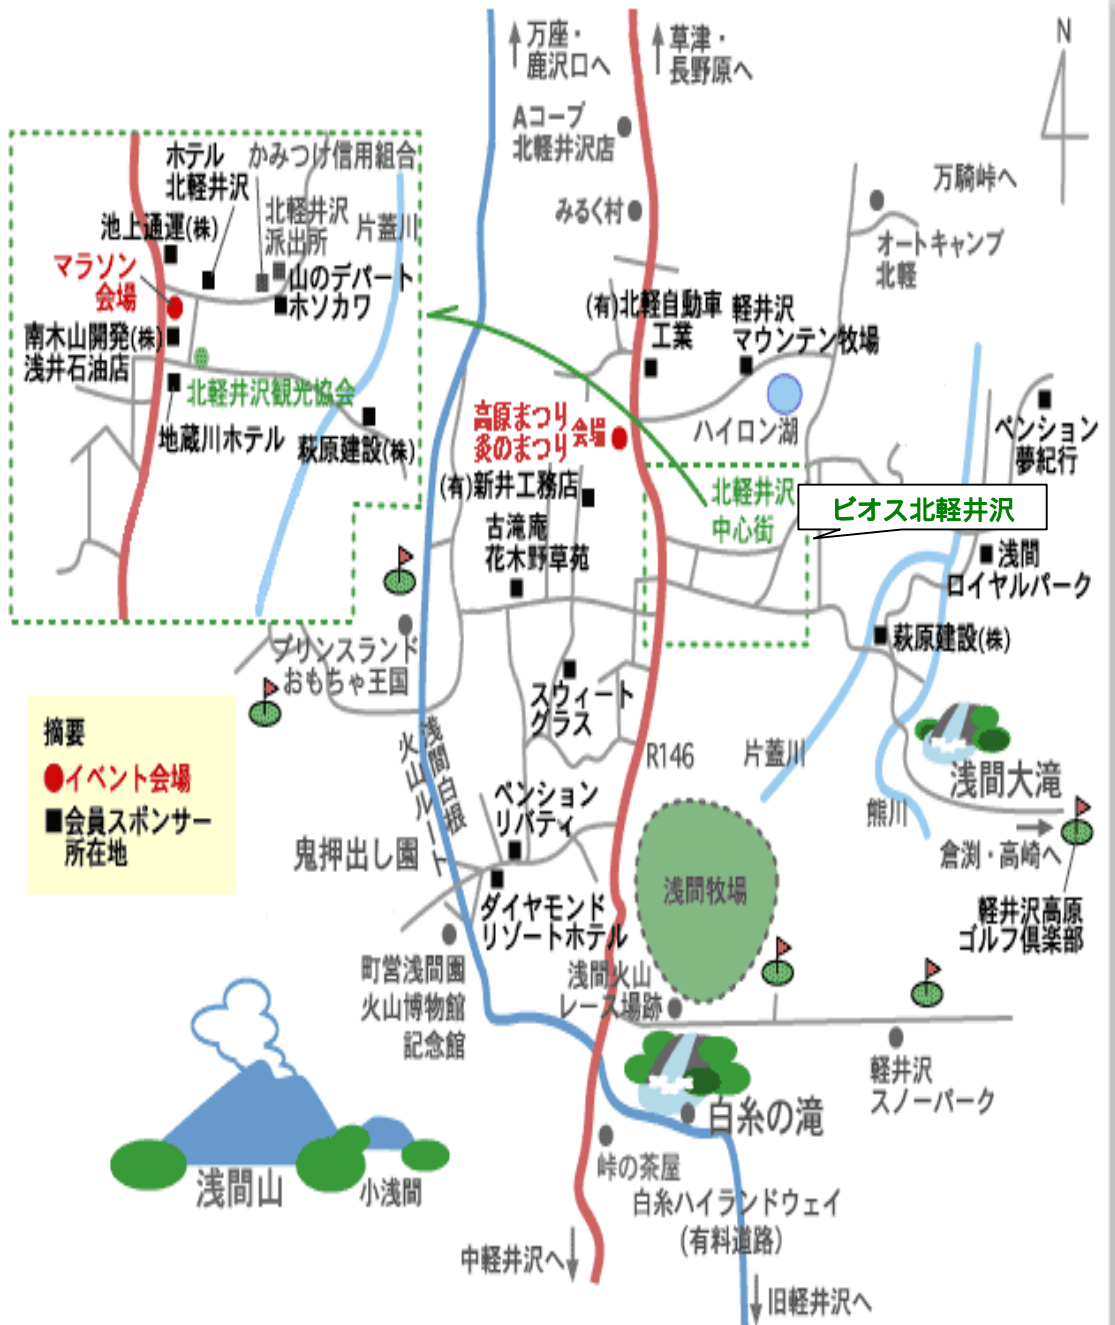 万座・
鹿沢口へ
草津・
長野原へ
N
Aコープ
北軽井沢店
みるく村
万騎峠へ
オートキャンプ
北軽
ホテル
北軽井沢
かみつけ信用組合
北軽井沢
派出所
片蓋川
池上通運(株)
マラソン
会場
山のデパート
ホソカワ
南木山開発(株)
浅井石油店
北軽井沢観光協会
地蔵川ホテル
萩原建設(株)
(有)北軽自動車
工業
軽井沢
マウンテン牧場
ハイロン湖
高原まつり
炎のまつり
会場
(有)新井工務店
北軽井沢
中心街
ビオス北軽井沢
ペンション
夢紀行
古滝庵
花木野草苑
浅間
ロイヤルパーク
萩原建設(株)
プリンスランド
おもちゃ王国
スウィート
グラス
摘要
イベント会場
会員スポンサー
所在地
浅間白根
火山ルート
R146
片蓋川
浅間大滝
熊川
倉渕・高崎へ
ペンション
リバティ
鬼押出し園
浅間牧場
軽井沢高原
ゴルフ倶楽部
ダイヤモンド
リゾートホテル
町営浅間園
火山博物館
記念館
浅間火山
レース場跡
軽井沢
スノーパーク
白糸の滝
浅間山
小浅間
峠の茶屋
白糸ハイランドウェイ
(有料道路)
中軽井沢へ
旧軽井沢へ